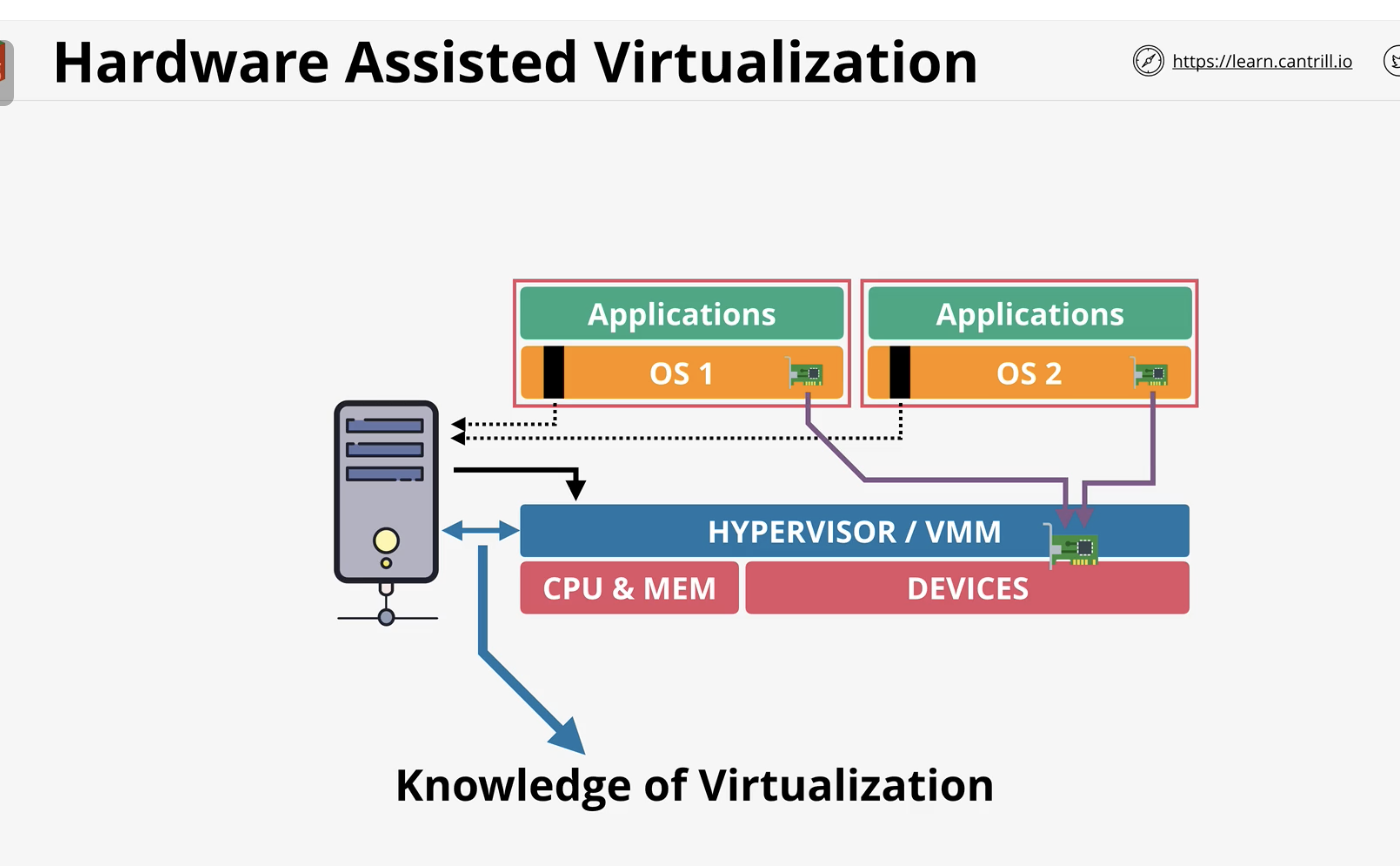 Hardware Assisted Virtualization
https://learn.cantrill.io
Applications
Applications
OS 1
OS 2
HYPERVISOR / VMM
CPU & MEM
DEVICES
Knowledge of Virtualization